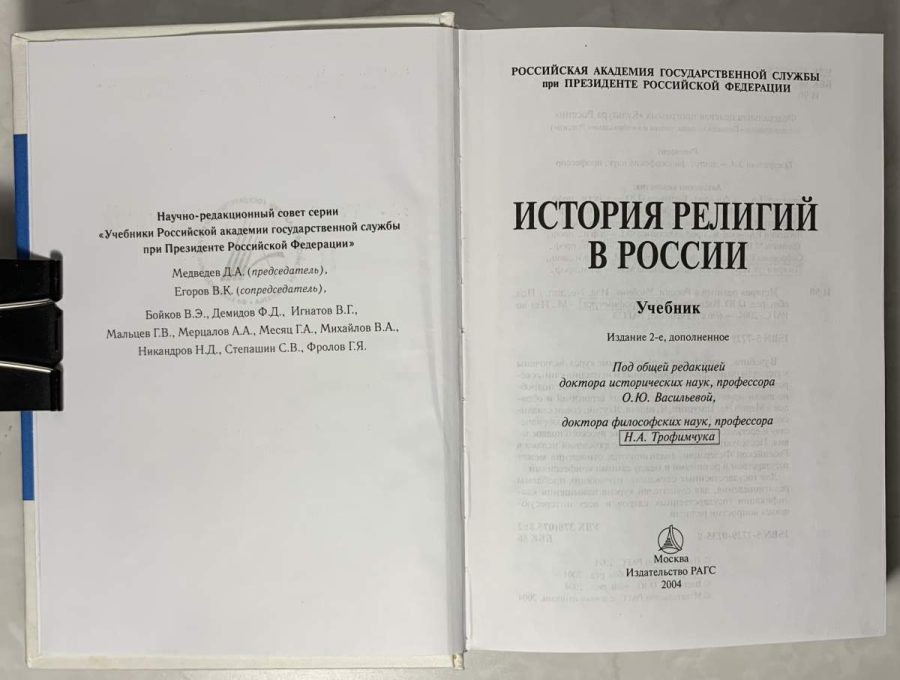 Научно-редакционный совет серии
«Учебники Российской академии государственной службы
при Президенте Российской Федерации»
Медведев Д.А. (председатель),
Егоров В.К. (сопредседатель),
Бойков В.Э., Демидов Ф.Д., Игнатов В.Г.,
Мальцев Г.В., Мерцалов А.А., Месяц Г.А., Михайлов В.А.,
Никандров Н.Д., Степашин С.В., Фролов Г.Я.
РОССИЙСКАЯ АКАДЕМИЯ ГОСУДАРСТВЕННОЙ СЛУЖБЫ
при ПРЕЗИДЕНТЕ РОССИЙСКОЙ ФЕДЕРАЦИИ
ИСТОРИЯ РЕЛИГИЙ
В РОССИИ
Учебник
Издание 2-е, дополненное
Под общей редакцией
доктора исторических наук, профессора
О.Ю. Васильевой,
доктора философских наук, профессора
Н.А. Трофимчука
Москва
Издательство РАГС
2004